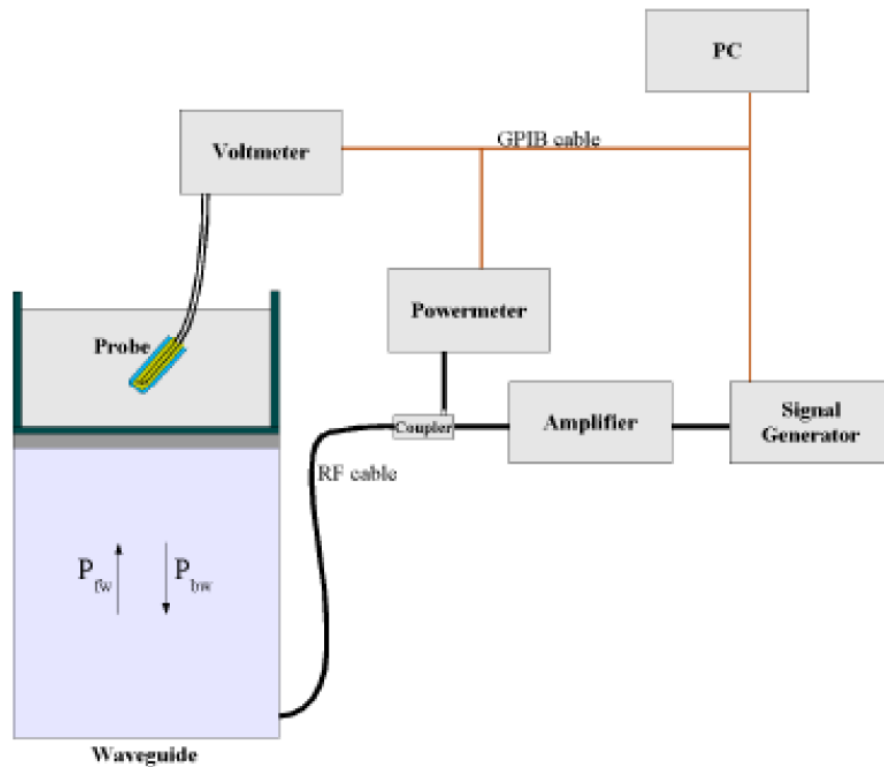 PC
Voltmeter
GPIB cable
Powermeter
Probe
Coupler
Amplifier
Signal
Generator
RF cable
Pfw
Pbw
Waveguide